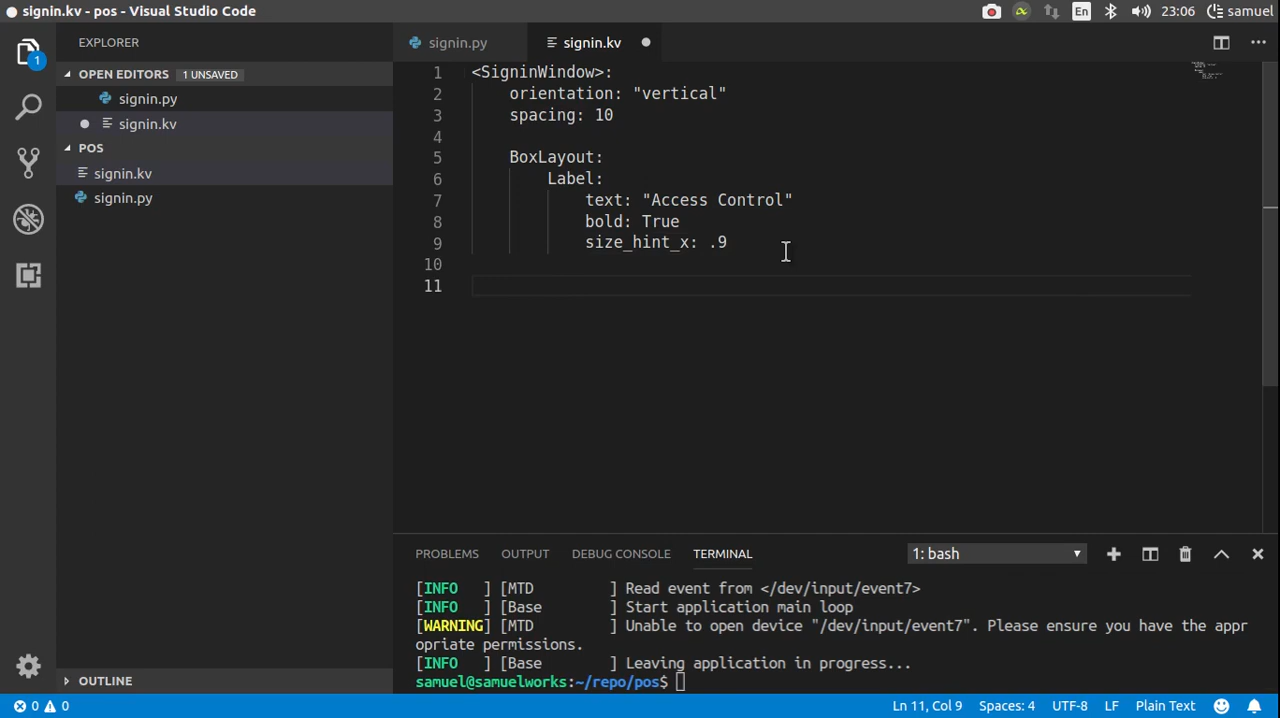 signin.kv - pos - Visual Studio Code
En
23:06
samuel
EXPLORER
OPEN EDITORS 1 UNSAVED
signin.py
signin.kv
POS
signin.kv
signin.py
OUTLINE
1
signin.py
signin.kv
1 <SigninWindow>:
2 orientation: "vertical"
3 spacing: 10
4
5 BoxLayout:
6 Label:
7 text: "Access Control"
8 bold: True
9 size_hint_x: .9
10
11
PROBLEMS OUTPUT DEBUG CONSOLE TERMINAL
1: bash
[INFO   ] [MTD         ] Read event from </dev/input/event7>
[INFO   ] [Base        ] Start application main loop
[WARNING] [MTD         ] Unable to open device "/dev/input/event7". Please ensure you have the appr
opriate permissions.
[INFO   ] [Base        ] Leaving application in progress...
samuel@samuelworks:~/repo/pos$
0 0
Ln 11, Col 9
Spaces: 4
UTF-8
LF
Plain Text